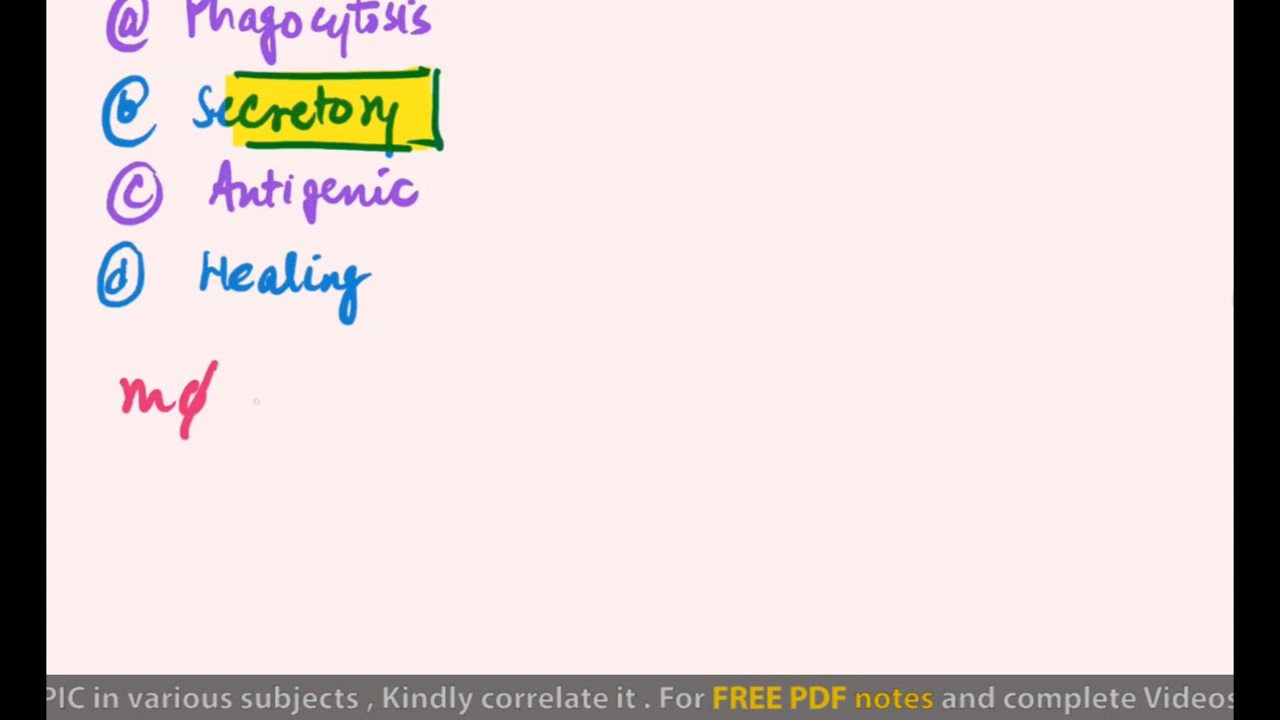 ⓐ Phagocytosis
ⓑ Secretory
ⓒ Antigenic
ⓓ Healing
mφ
PIC in various subjects , Kindly correlate it . For FREE PDF notes and complete Videos